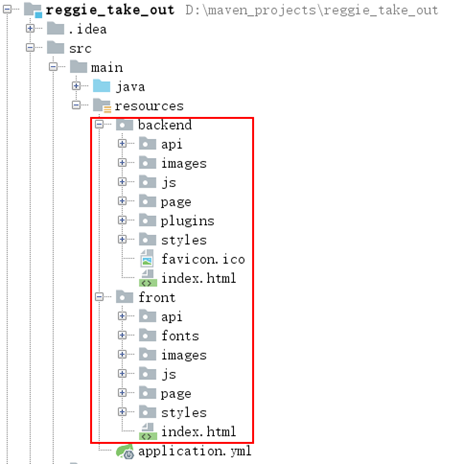 reggie_take_out D:\maven_projects\reggie_take_out
.idea
src
main
java
resources
backend
api
images
js
page
plugins
styles
favicon.ico
index.html
front
api
fonts
images
js
page
styles
index.html
application.yml